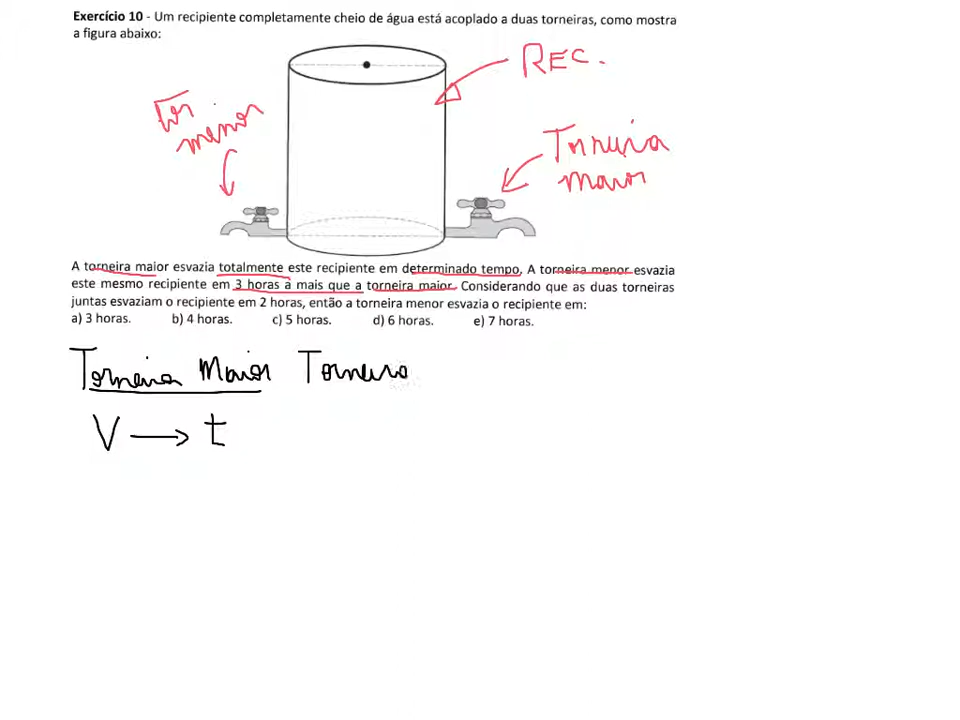 Exercício 10 - Um recipiente completamente cheio de água está acoplado a duas torneiras, como mostra
a figura abaixo:
REC.
Tor
menor
Torneira
maior
A torneira maior esvazia totalmente este recipiente em determinado tempo, A torneira menor esvazia
este mesmo recipiente em 3 horas a mais que a torneira maior. Considerando que as duas torneiras
juntas esvaziam o recipiente em 2 horas, então a torneira menor esvazia o recipiente em:
a) 3 horas. b) 4 horas. c) 5 horas. d) 6 horas. e) 7 horas.
Torneira Maior Torneira
V → t